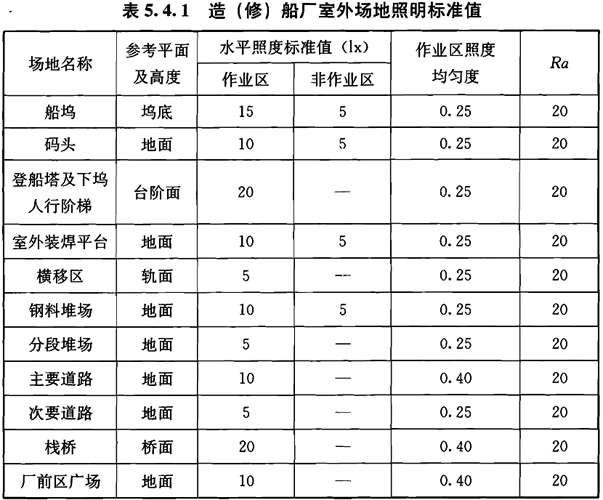 表 5.4.1 造（修）船厂室外场地照明标准值
场地名称 参考平面及高度 水平照度标准值（lx） 作业区照度均匀度 Ra
作业区 非作业区
船坞 坞底 15 5 0.25 20
码头 地面 10 5 0.25 20
登船塔及下坞人行阶梯 台阶面 20 — 0.25 20
室外装焊平台 地面 10 5 0.25 20
横移区 轨面 5 — 0.25 20
钢料堆场 地面 10 5 0.25 20
分段堆场 地面 5 — 0.25 20
主要道路 地面 10 — 0.40 20
次要道路 地面 5 — 0.25 20
栈桥 桥面 20 — 0.40 20
厂前区广场 地面 10 — 0.40 20